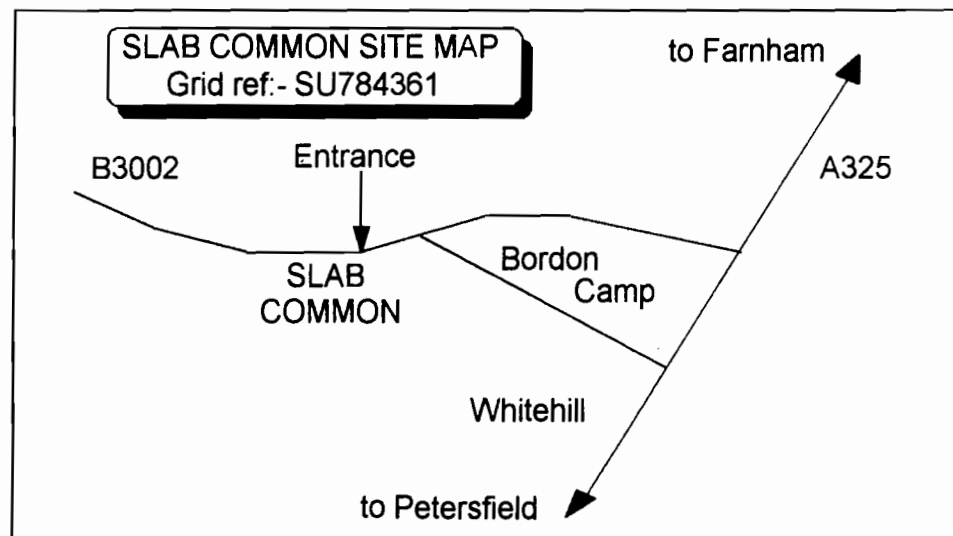 SLAB COMMON SITE MAP
Grid ref:- SU784361
to Farnham
B3002
Entrance
A325
SLAB
COMMON
Bordon
Camp
Whitehill
to Petersfield